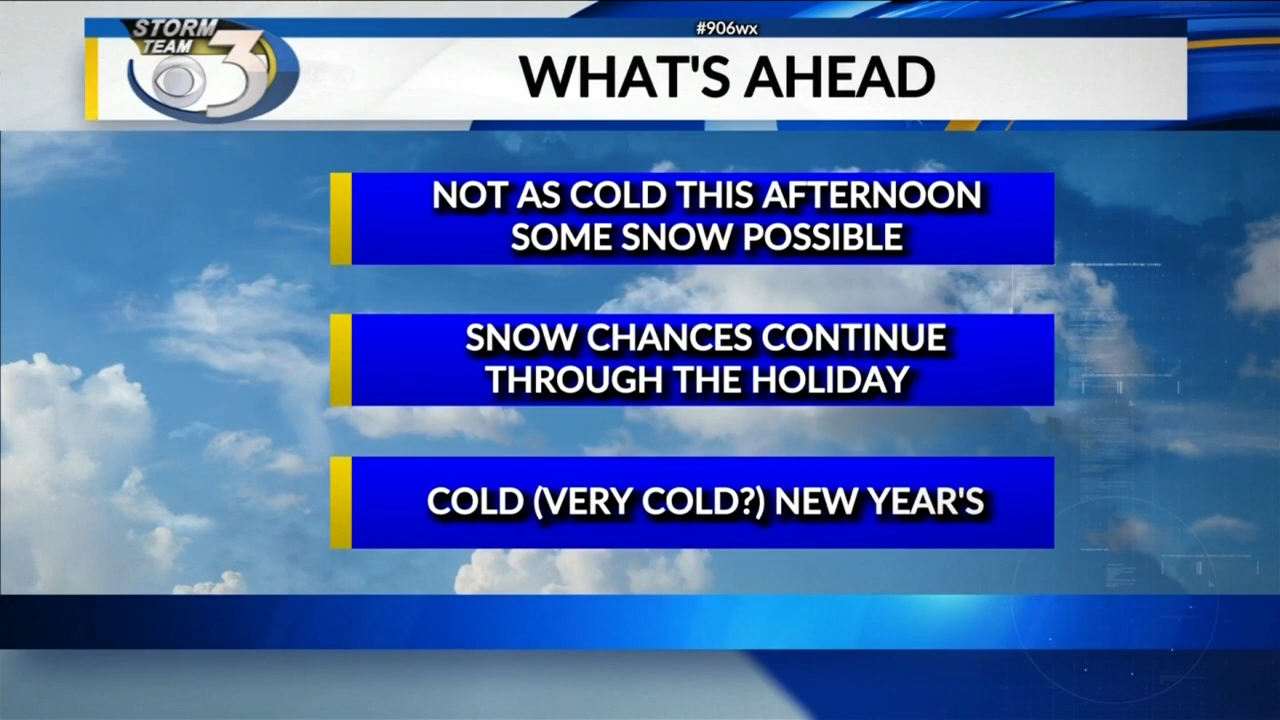 STORM
TEAM
3
#906wx
WHAT'S AHEAD
NOT AS COLD THIS AFTERNOON
SOME SNOW POSSIBLE
SNOW CHANCES CONTINUE
THROUGH THE HOLIDAY
COLD (VERY COLD?) NEW YEAR'S